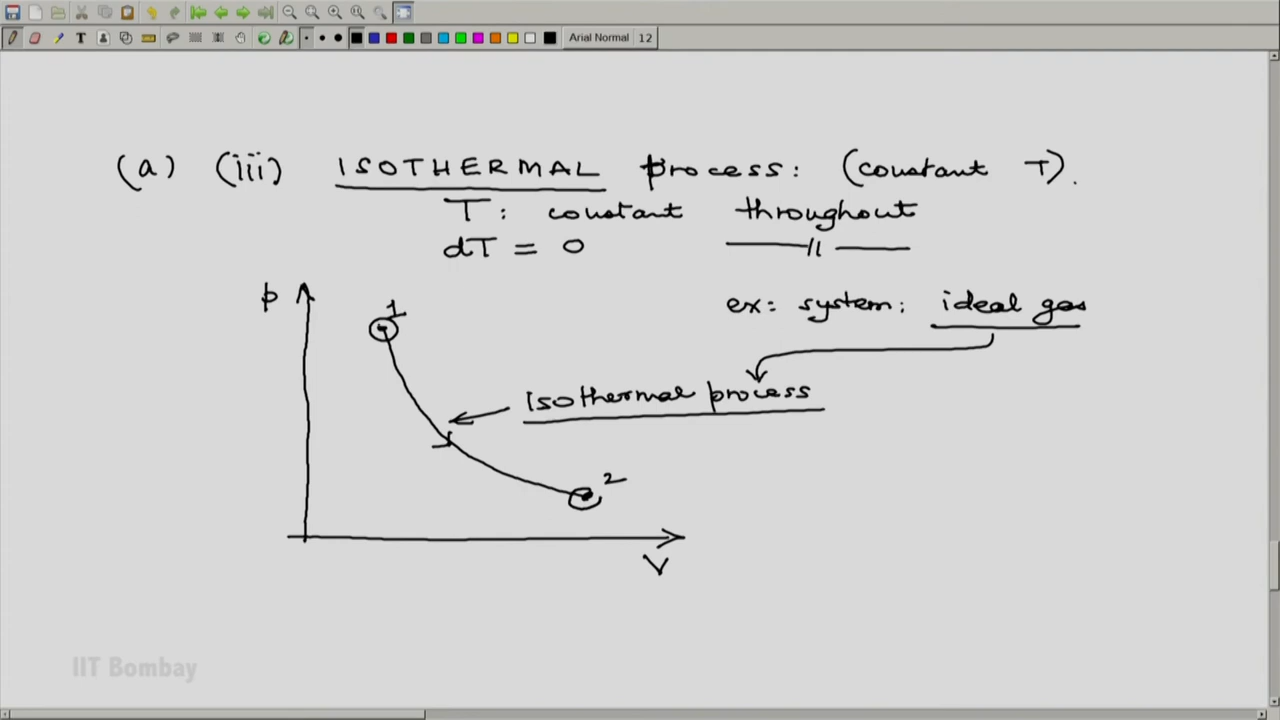 Arial Normal 12
(a) (iii) ISOTHERMAL process: (constant T).
T: constant throughout
dT = 0 —— 11 ——
p
1
ex: system: ideal gas
Isothermal process
2
V
IIT Bombay